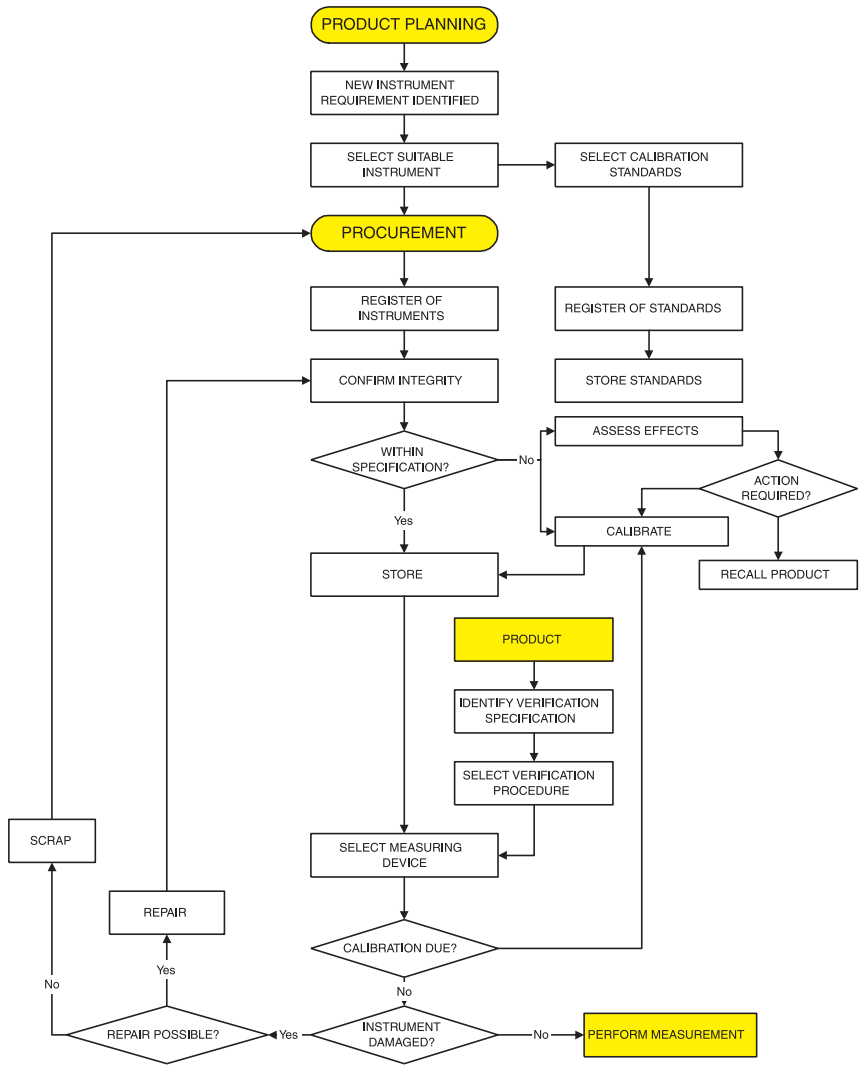 PRODUCT PLANNING
NEW INSTRUMENT
REQUIREMENT IDENTIFIED
SELECT SUITABLE
INSTRUMENT
SELECT CALIBRATION
STANDARDS
PROCUREMENT
REGISTER OF
INSTRUMENTS
REGISTER OF STANDARDS
CONFIRM INTEGRITY
STORE STANDARDS
WITHIN
SPECIFICATION?
No
ASSESS EFFECTS
ACTION
REQUIRED?
Yes
CALIBRATE
STORE
RECALL PRODUCT
PRODUCT
IDENTIFY VERIFICATION
SPECIFICATION
SELECT VERIFICATION
PROCEDURE
SCRAP
SELECT MEASURING
DEVICE
REPAIR
CALIBRATION DUE?
Yes
No
No
REPAIR POSSIBLE?
Yes
INSTRUMENT
DAMAGED?
No
PERFORM MEASUREMENT